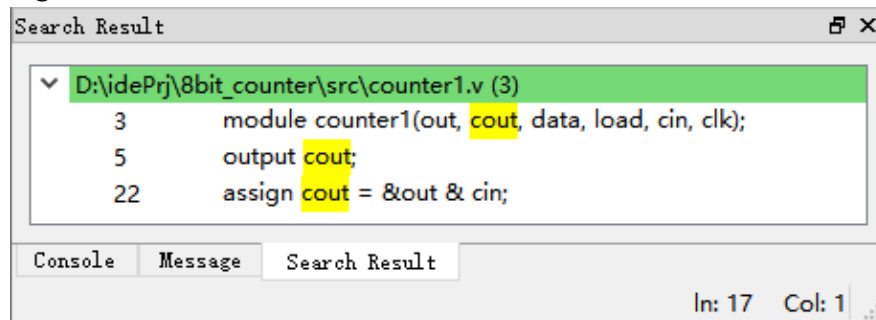 Search Result
D:\idePrj\8bit_counter\src\counter1.v (3)
3 module counter1(out, cout, data, load, cin, clk);
5 output cout;
22 assign cout = &out & cin;
Console Message Search Result
ln: 17 Col: 1